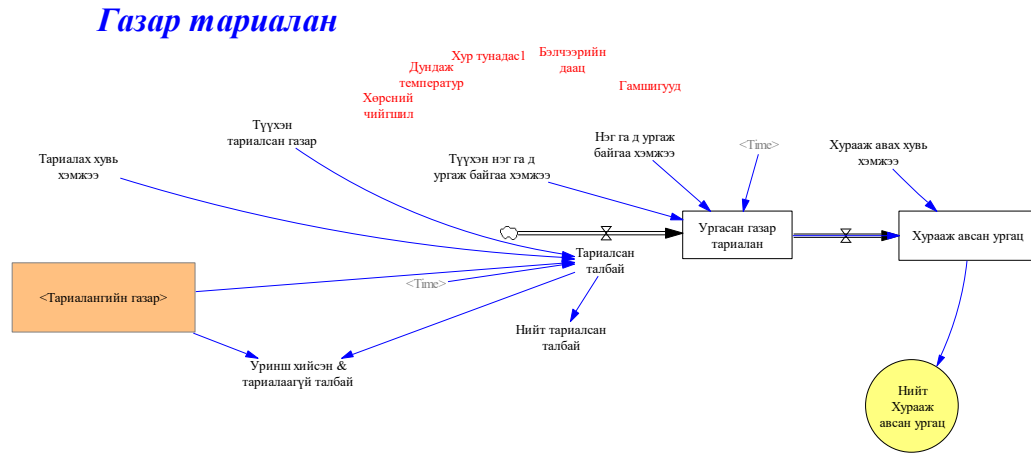 Газар тариалан
Хур тунадас1
Бэлчээрийн
даац
Дундаж
температур
Гамшигууд
Хөрсний
чийгшил
Түүхэн
тариалсан газар
Тариалах хувь
хэмжээ
Түүхэн нэг га д
ургаж байгаа хэмжээ
Нэг га д ургаж
байгаа хэмжээ
<Time>
Хурааж авах хувь
хэмжээ
Ургасан газар
тариалан
Хурааж авсан ургац
Тариалсан
талбай
<Time>
<Тариалангийн газар>
Нийт тариалсан
талбай
Уринш хийсэн &
тариалаагүй талбай
Нийт
Хурааж
авсан ургац